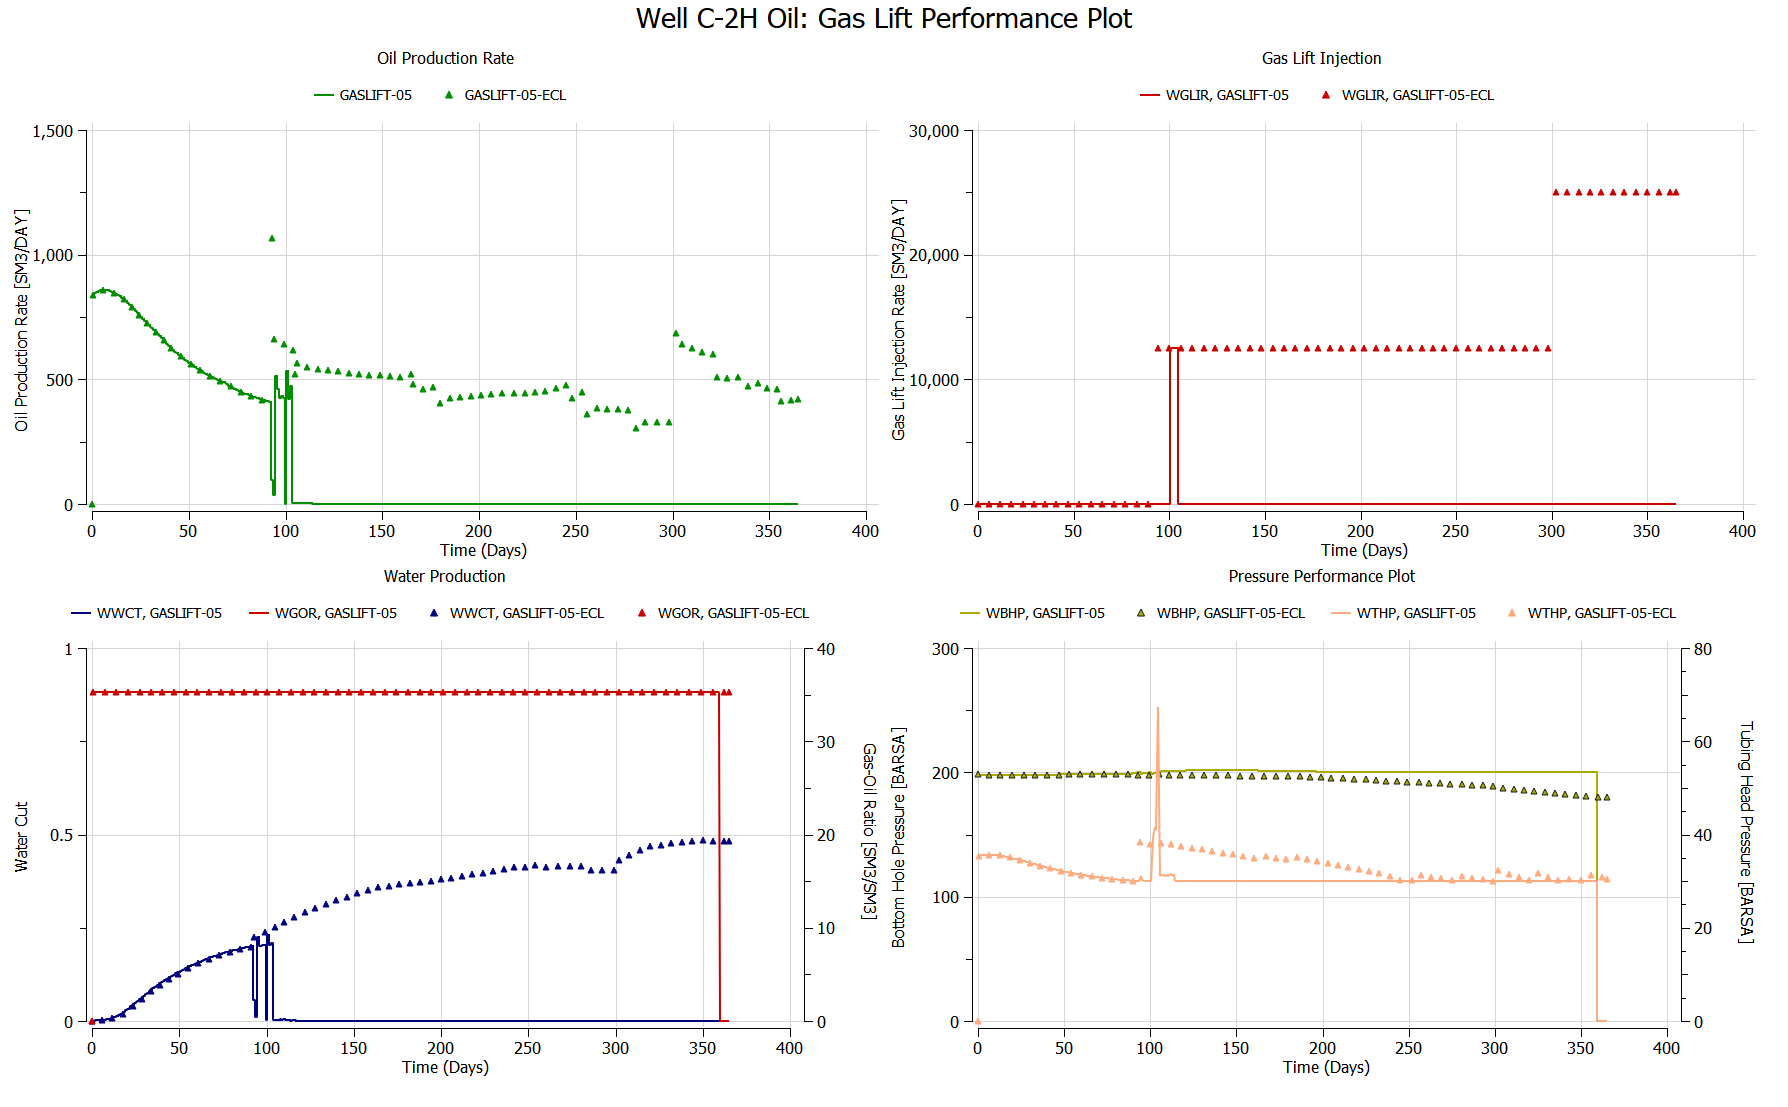 Well C-2H Oil: Gas Lift Performance Plot
Oil Production Rate
GASLIFT-05 GASLIFT-05-ECL
1,500
1,000
500
0
Oil Production Rate [SM3/DAY]
0 50 100 150 200 250 300 350 400
Time (Days)
Gas Lift Injection
WGLIR, GASLIFT-05 WGLIR, GASLIFT-05-ECL
30,000
20,000
10,000
0
Gas Lift Injection Rate [SM3/DAY]
0 50 100 150 200 250 300 350 400
Time (Days)
Water Production
WWCT, GASLIFT-05 WGOR, GASLIFT-05 WWCT, GASLIFT-05-ECL WGOR, GASLIFT-05-ECL
1
0.5
0
Water Cut
40
30
20
10
0
Gas-Oil Ratio [SM3/SM3]
0 50 100 150 200 250 300 350 400
Time (Days)
Pressure Performance Plot
WBHP, GASLIFT-05 WBHP, GASLIFT-05-ECL WTHP, GASLIFT-05 WTHP, GASLIFT-05-ECL
300
200
100
0
Bottom Hole Pressure [BARSA]
80
60
40
20
0
Tubing Head Pressure [BARSA]
0 50 100 150 200 250 300 350 400
Time (Days)